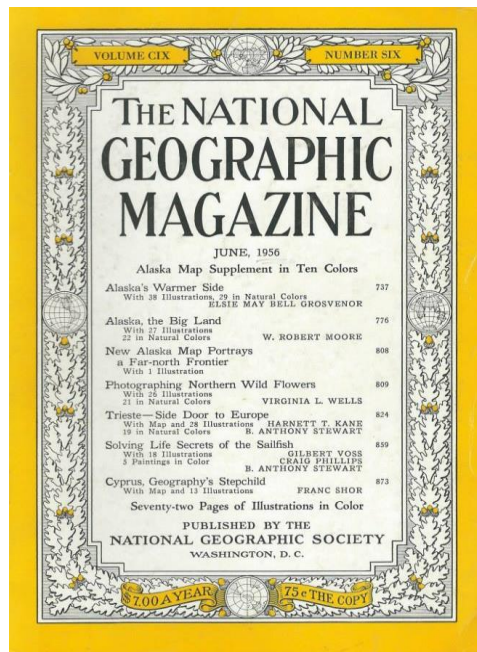 VOLUME CIX NUMBER SIX
THE NATIONAL
GEOGRAPHIC
MAGAZINE
JUNE, 1956
Alaska Map Supplement in Ten Colors
Alaska's Warmer Side 737
With 38 Illustrations, 29 in Natural Colors
ELSIE MAY BELL GROSVENOR
Alaska, the Big Land 776
With 27 Illustrations
22 in Natural Colors W. ROBERT MOORE
New Alaska Map Portrays 808
a Far-north Frontier
With 1 Illustration
Photographing Northern Wild Flowers 809
With 26 Illustrations
21 in Natural Colors VIRGINIA L. WELLS
Trieste—Side Door to Europe 824
With Map and 28 Illustrations HARNETT T. KANE
19 in Natural Colors B. ANTHONY STEWART
Solving Life Secrets of the Sailfish 859
With 18 Illustrations GILBERT VOSS
5 Paintings in Color CRAIG PHILLIPS
B. ANTHONY STEWART
Cyprus, Geography's Stepchild 873
With Map and 13 Illustrations FRANC SHOR
Seventy-two Pages of Illustrations in Color
PUBLISHED BY THE
NATIONAL GEOGRAPHIC SOCIETY
WASHINGTON, D. C.
$7.00 A YEAR 75¢ THE COPY